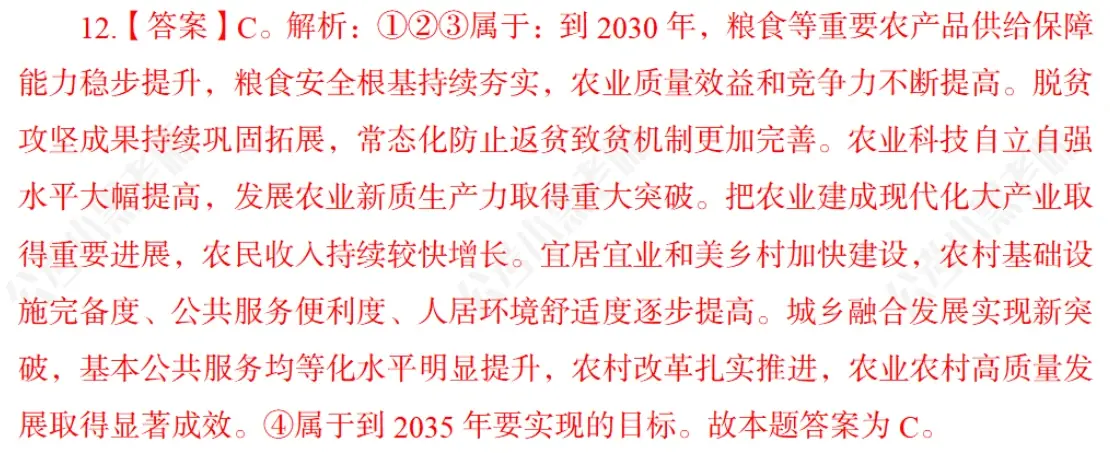 12.【答案】C。解析：①②③属于：到 2030 年，粮食等重要农产品供给保障
能力稳步提升，粮食安全根基持续夯实，农业质量效益和竞争力不断提高。脱贫
攻坚成果持续巩固拓展，常态化防止返贫致贫机制更加完善。农业科技自立自强
水平大幅提高，发展农业新质生产力取得重大突破。把农业建成现代化大产业取
得重要进展，农民收入持续较快增长。宜居宜业和美乡村加快建设，农村基础设
施完备度、公共服务便利度、人居环境舒适度逐步提高。城乡融合发展实现新突
破，基本公共服务均等化水平明显提升，农村改革扎实推进，农业农村高质量发
展取得显著成效。④属于到 2035 年要实现的目标。故本题答案为 C。